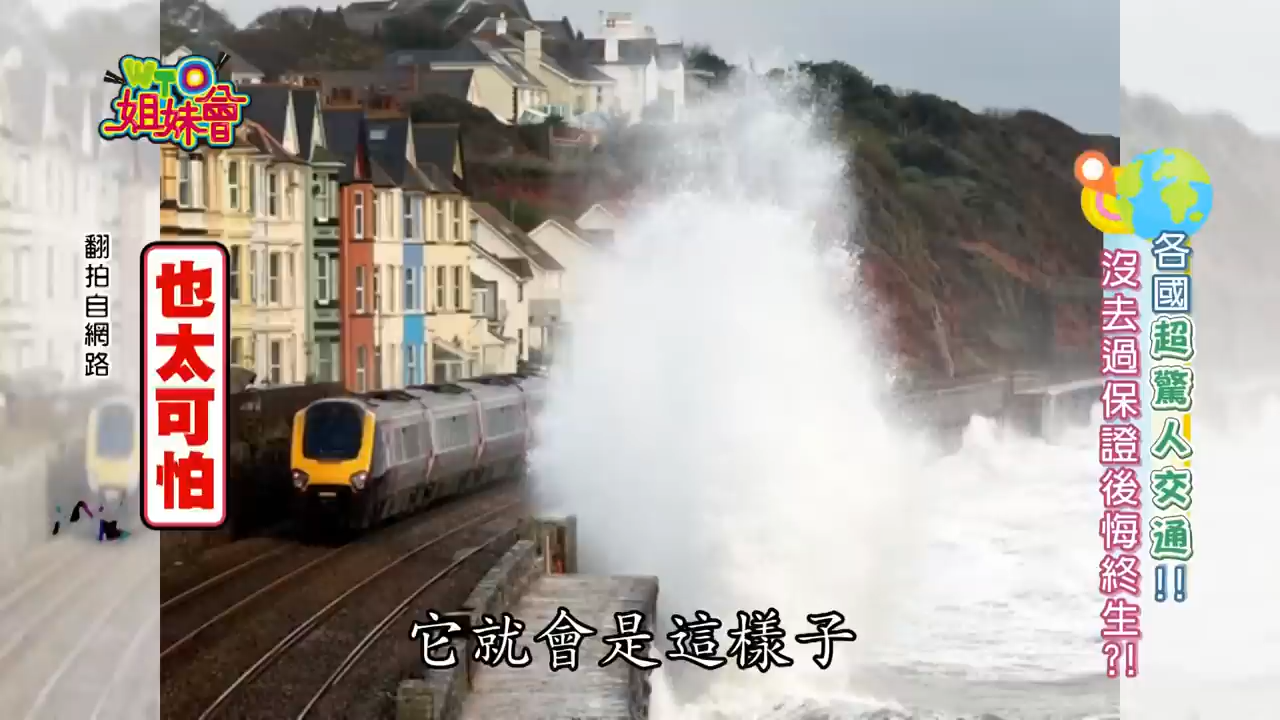 WTO
姐妹會
翻拍自網路
也太可怕
各國超驚人交通!!
沒去過保證後悔終生?!
它就會是這樣子